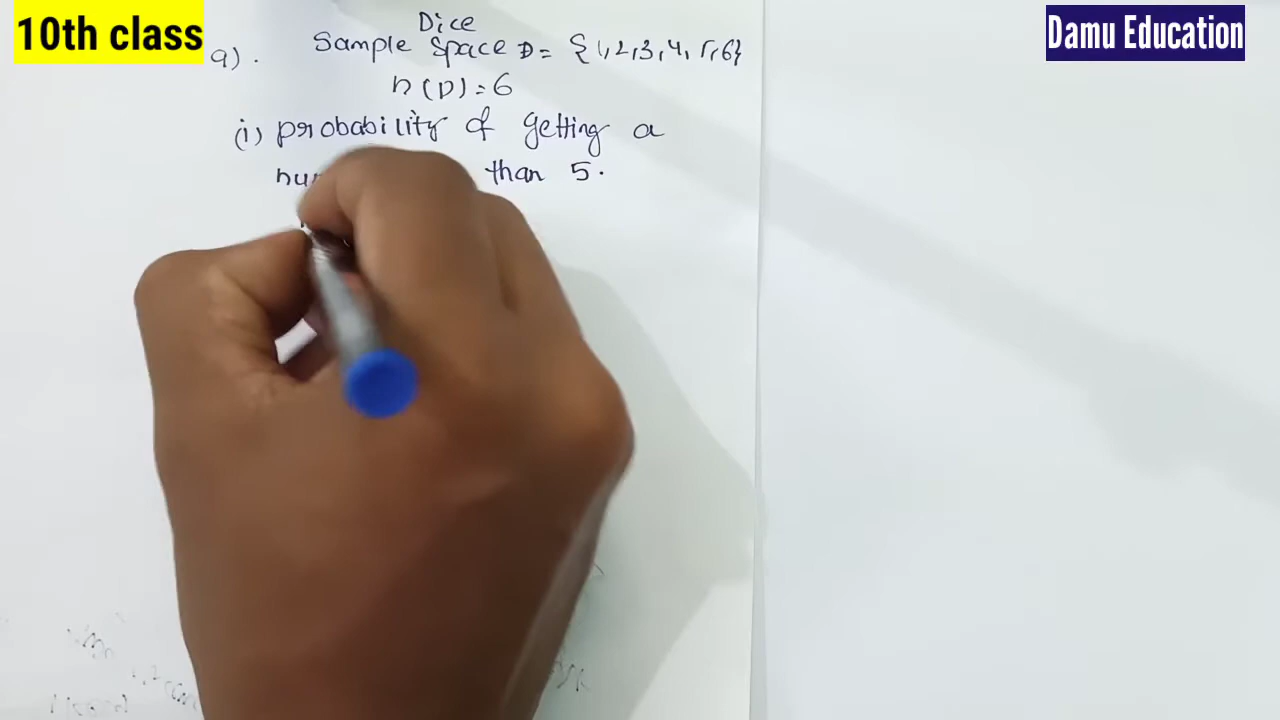 10th class
Damu Education
Dice
9). Sample Space D = {1,2,3,4,5,6}
n(D) = 6
(i) probability of getting a
than 5.